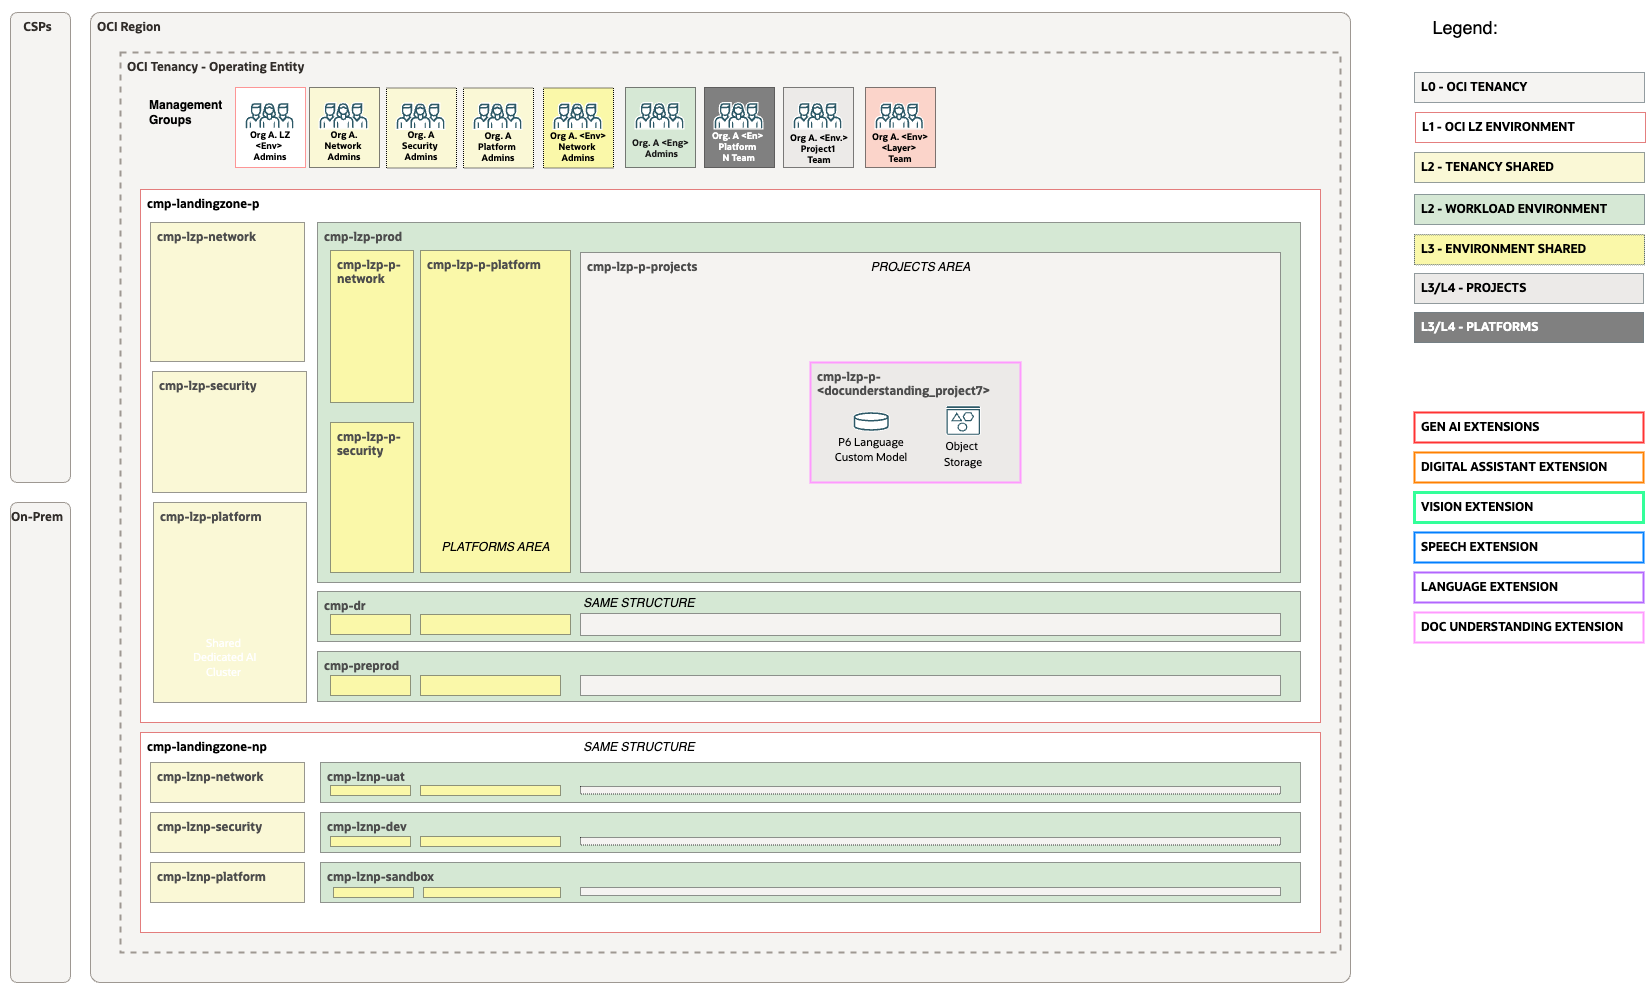 CSPs
On-Prem
OCI Region
OCI Tenancy - Operating Entity
Management
Groups
Org A. LZ
<Env>
Admins
Org A.
Network
Admins
Org. A
Security
Admins
Org. A
Platform
Admins
Org A. <Env>
Network
Admins
Org. A <Eng>
Admins
Org. A <En>
Platform
N Team
Org A. <Env.>
Project1
Team
Org A. <Env>
<Layer>
Team
cmp-landingzone-p
cmp-lzp-network
cmp-lzp-security
cmp-lzp-platform
Shared
Dedicated AI
Cluster
cmp-lzp-prod
cmp-lzp-p-
network
cmp-lzp-p-
security
cmp-lzp-p-platform
PLATFORMS AREA
cmp-lzp-p-projects
PROJECTS AREA
cmp-lzp-p-
<docunderstanding_project7>
P6 Language
Custom Model
Object
Storage
cmp-dr
SAME STRUCTURE
cmp-preprod
cmp-landingzone-np
SAME STRUCTURE
cmp-lznp-network
cmp-lznp-security
cmp-lznp-platform
cmp-lznp-uat
cmp-lznp-dev
cmp-lznp-sandbox
Legend:
L0 - OCI TENANCY
L1 - OCI LZ ENVIRONMENT
L2 - TENANCY SHARED
L2 - WORKLOAD ENVIRONMENT
L3 - ENVIRONMENT SHARED
L3/L4 - PROJECTS
L3/L4 - PLATFORMS
GEN AI EXTENSIONS
DIGITAL ASSISTANT EXTENSION
VISION EXTENSION
SPEECH EXTENSION
LANGUAGE EXTENSION
DOC UNDERSTANDING EXTENSION